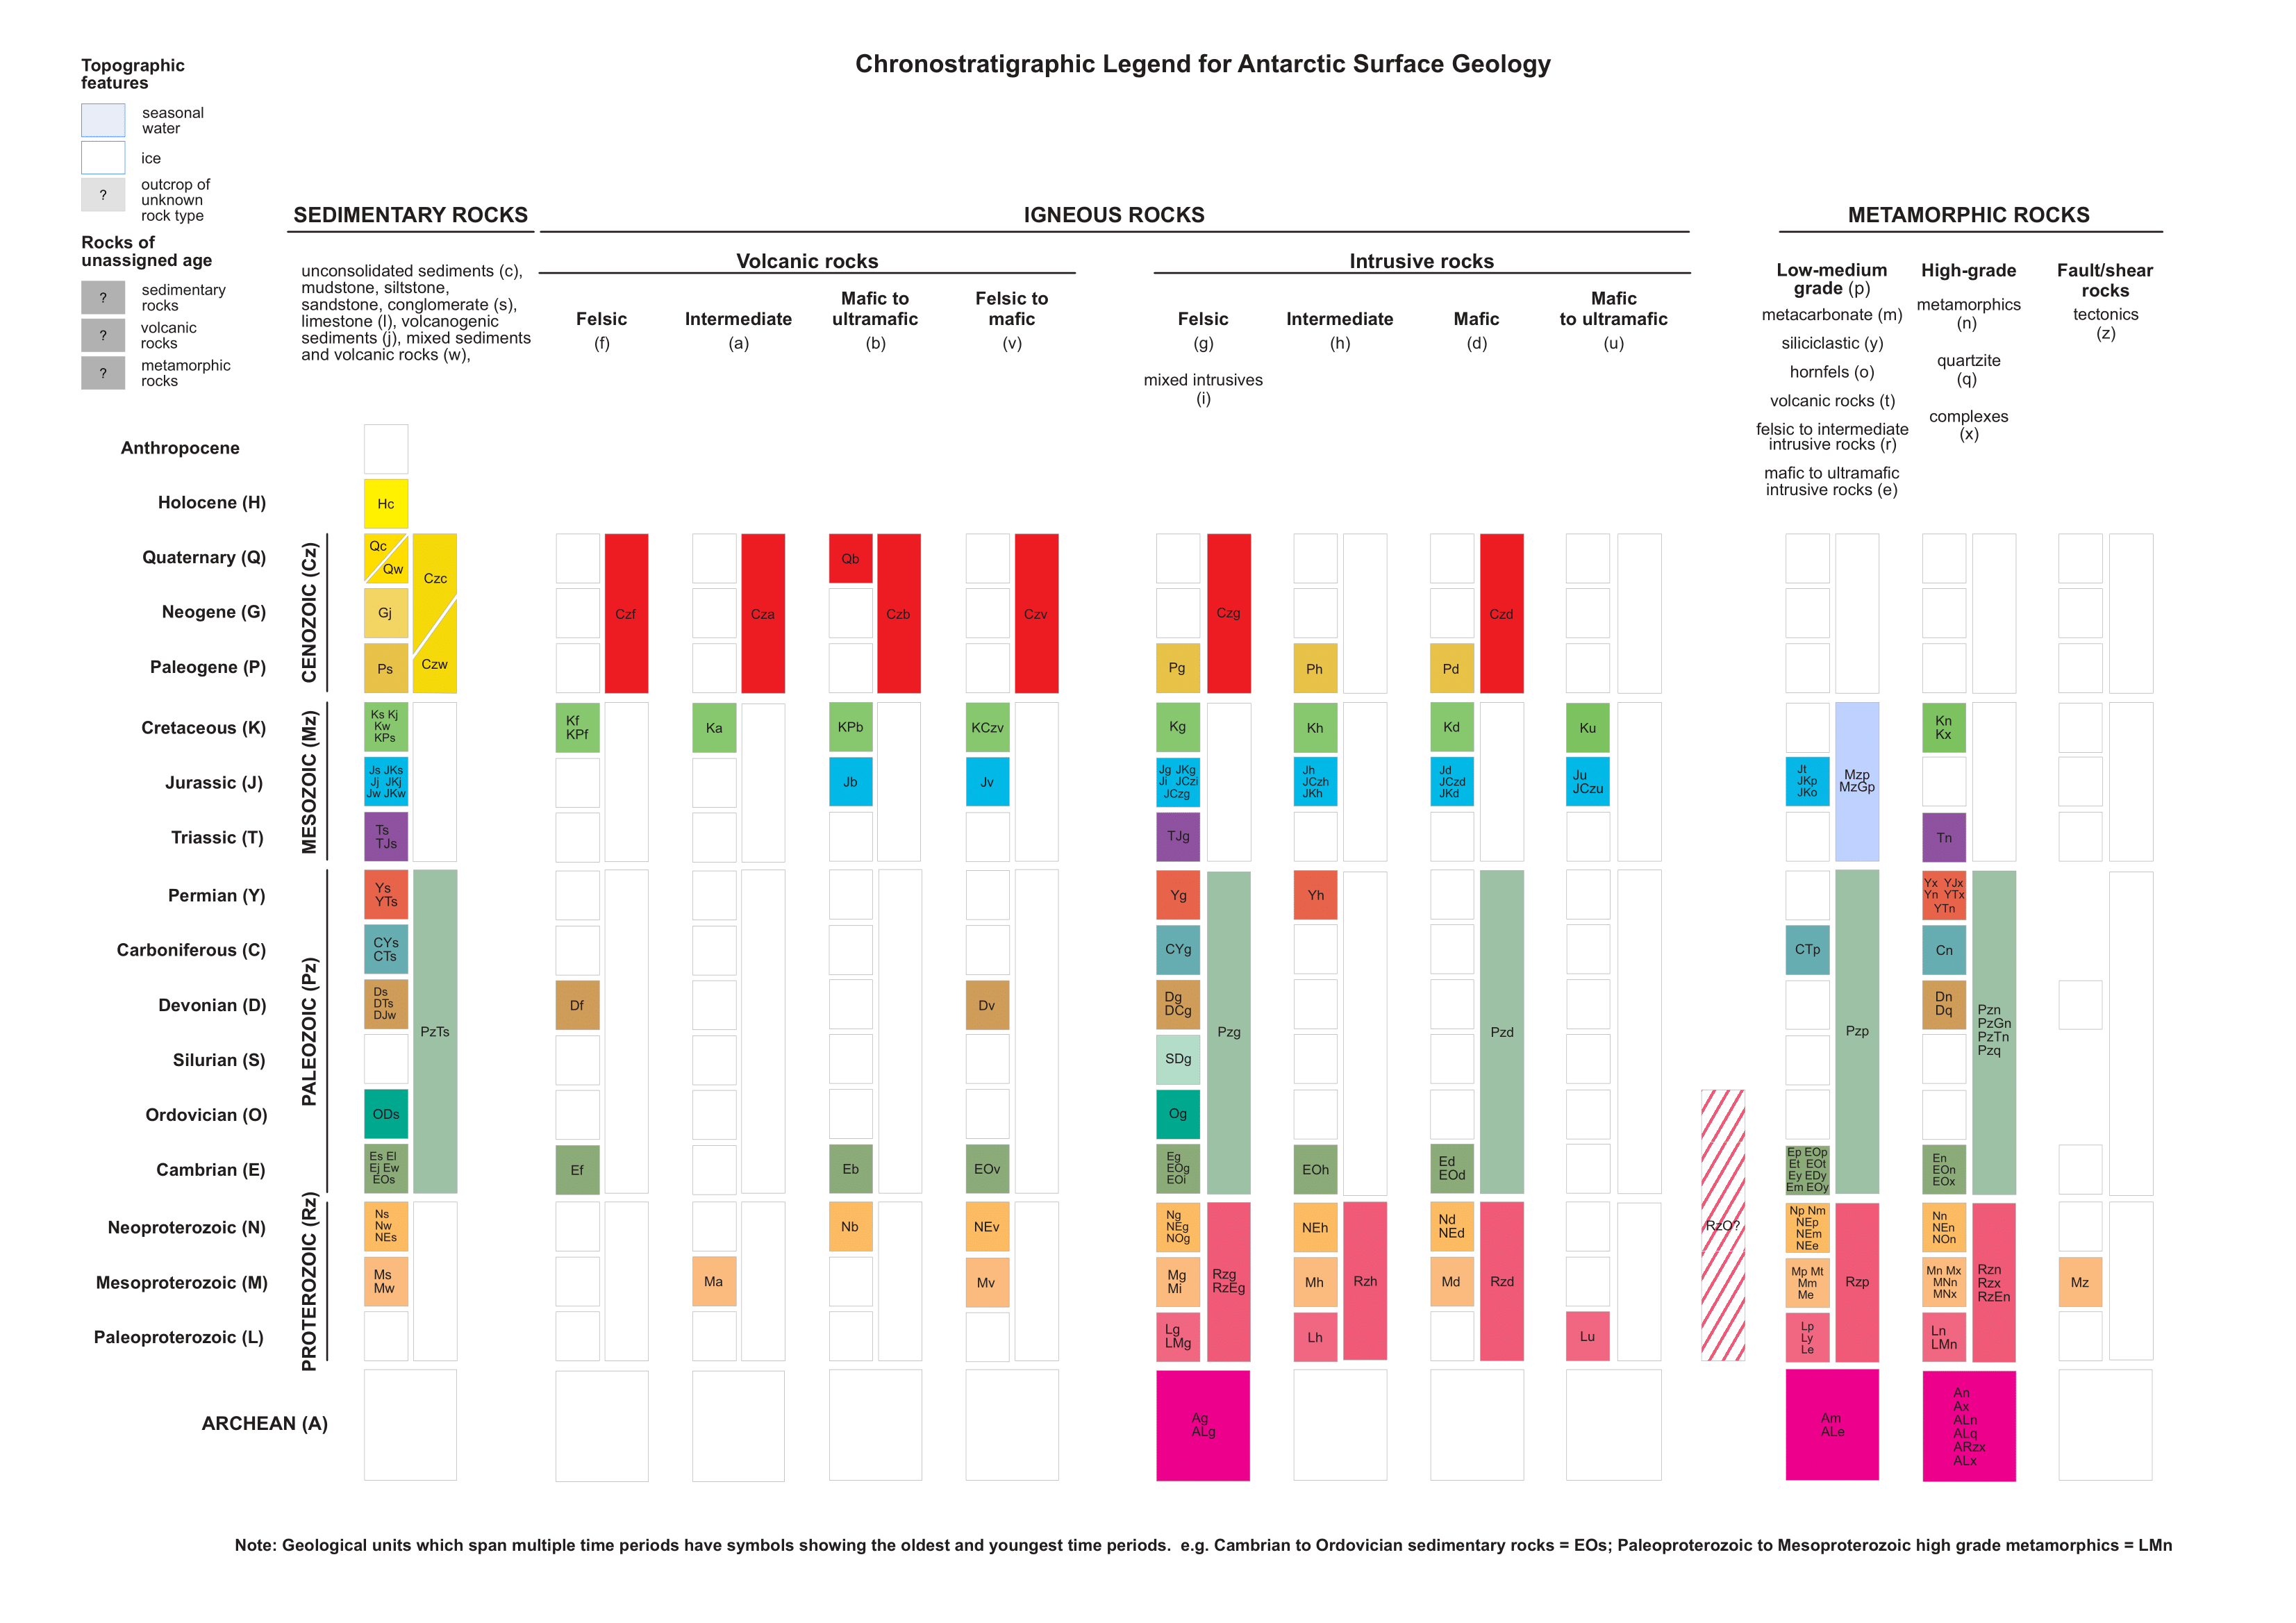 Chronostratigraphic Legend for Antarctic Surface Geology
Topographic
features
seasonal
water
ice
?
outcrop of
unknown
rock type
Rocks of
unassigned age
?
sedimentary
rocks
?
volcanic
rocks
?
metamorphic
rocks
SEDIMENTARY ROCKS
unconsolidated sediments (c),
mudstone, siltstone,
sandstone, conglomerate (s),
limestone (l), volcanogenic
sediments (j), mixed sediments
and volcanic rocks (w),
IGNEOUS ROCKS
Volcanic rocks
Felsic
(f)
Intermediate
(a)
Mafic to
ultramafic
(b)
Felsic to
mafic
(v)
Intrusive rocks
Felsic
(g)
mixed intrusives
(i)
Intermediate
(h)
Mafic
(d)
Mafic
to ultramafic
(u)
METAMORPHIC ROCKS
Low-medium
grade (p)
metacarbonate (m)
siliciclastic (y)
hornfels (o)
volcanic rocks (t)
felsic to intermediate
intrusive rocks (r)
mafic to ultramafic
intrusive rocks (e)
High-grade
metamorphics
(n)
quartzite
(q)
complexes
(x)
Fault/shear
rocks
tectonics
(z)
Anthropocene
Holocene (H)
Hc
CENOZOIC (Cz)
Quaternary (Q)
Qc
Qw
Qb
Neogene (G)
Gj
Paleogene (P)
Ps
Pg
Ph
Pd
Czc
Czw
Czf
Cza
Czb
Czv
Czg
Czd
MESOZOIC (Mz)
Cretaceous (K)
Ks Kj
Kw
KPs
Kf
KPf
Ka
KPb
KCzv
Kg
Kh
Kd
Ku
Kn
Kx
Jurassic (J)
Js JKs
Jj JKj
Jw JKw
Jb
Jv
Jg JKg
Ji JCzi
JCzg
Jh
JCzh
JKh
Jd
JCzd
JKd
Ju
JCzu
Jt
JKp
JKo
Mzp
MzGp
Triassic (T)
Ts
TJs
TJg
Tn
PALEOZOIC (Pz)
Permian (Y)
Ys
YTs
Yg
Yh
Yx YJx
Yn YTx
YTn
Carboniferous (C)
CYs
CTs
CYg
CTp
Cn
Devonian (D)
Ds
DTs
DJw
Df
Dv
Dg
DCg
Dn
Dq
PzTs
Pzg
Pzd
Pzp
Pzn
PzGn
PzTn
Pzq
Silurian (S)
SDg
Ordovician (O)
ODs
Og
Cambrian (E)
Es El
Ej Ew
EOs
Ef
Eb
EOv
Eg
EOg
EOi
EOh
Ed
EOd
Ep EOp
Et EOt
Ey EDy
Em EOy
En
EOn
EOx
PROTEROZOIC (Rz)
Neoproterozoic (N)
Ns
Nw
NEs
Nb
NEv
Ng
NEg
NOg
NEh
Nd
NEd
RzO?
Np Nm
NEp
NEm
NEe
Nn
NEn
NOn
Mesoproterozoic (M)
Ms
Mw
Ma
Mv
Mg
Mi
Rzg
RzEg
Mh
Rzh
Md
Rzd
Mp Mt
Mm
Me
Rzp
Mn Mx
MNn
MNx
Rzn
Rzx
RzEn
Mz
Paleoproterozoic (L)
Lg
LMg
Lh
Lu
Lp
Ly
Le
Ln
LMn
ARCHEAN (A)
Ag
ALg
Am
ALe
An
Ax
ALn
ALq
ARzx
ALx
Note: Geological units which span multiple time periods have symbols showing the oldest and youngest time periods. e.g. Cambrian to Ordovician sedimentary rocks = EOs; Paleoproterozoic to Mesoproterozoic high grade metamorphics = LMn